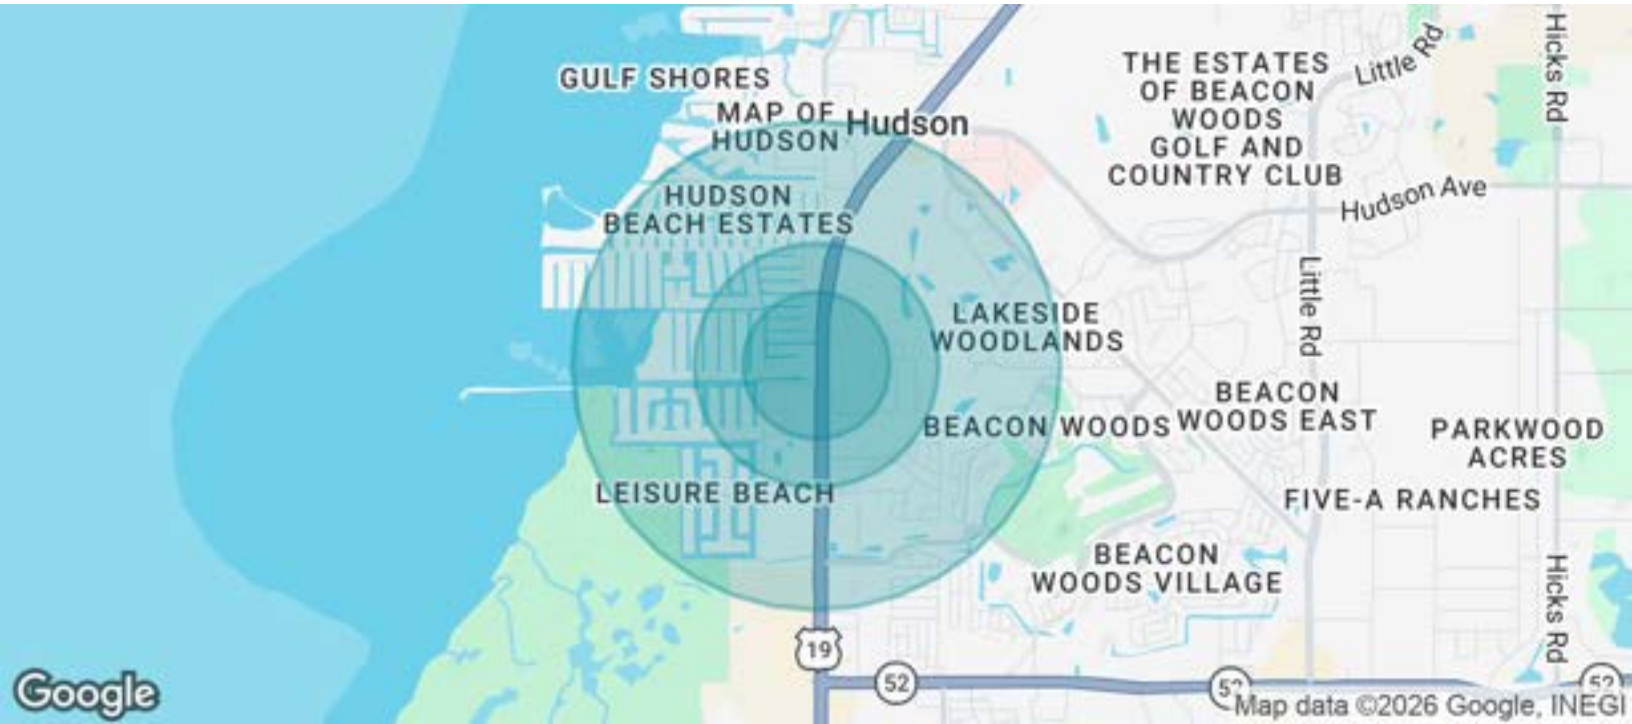 GULF SHORES
MAP OF
HUDSON
Hudson
THE ESTATES
OF BEACON
WOODS
GOLF AND
COUNTRY CLUB
Little Rd
Hicks Rd
HUDSON
BEACH ESTATES
Hudson Ave
LAKESIDE
WOODLANDS
Little Rd
BEACON WOODS
BEACON
WOODS EAST
PARKWOOD
ACRES
LEISURE BEACH
FIVE-A RANCHES
BEACON
WOODS VILLAGE
Hicks Rd
19
52
52
52
Google
Map data ©2026 Google, INEGI